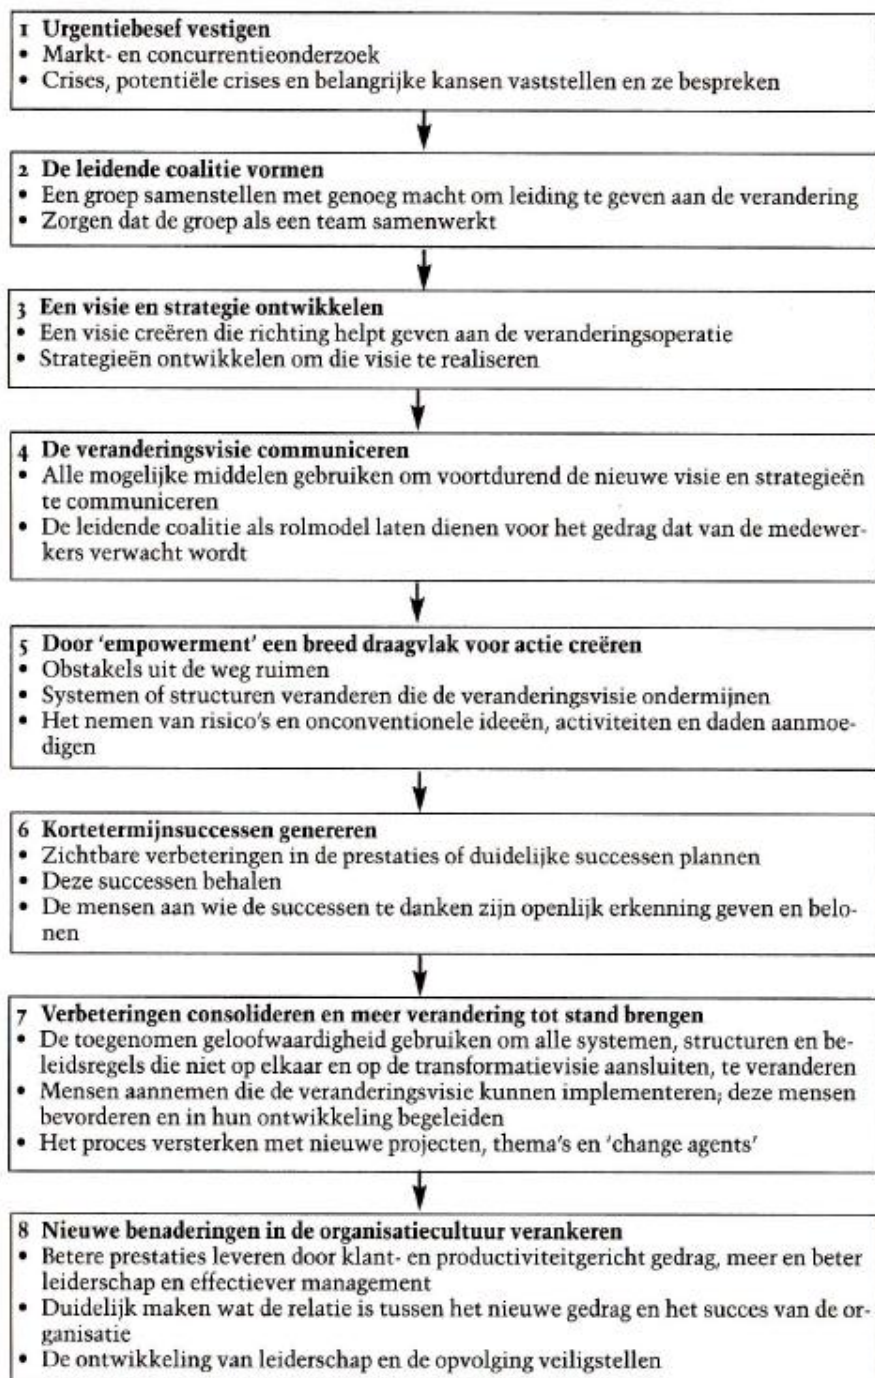 1 Urgentiebesef vestigen
• Markt- en concurrentieonderzoek
• Crises, potentiële crises en belangrijke kansen vaststellen en ze bespreken
2 De leidende coalitie vormen
• Een groep samenstellen met genoeg macht om leiding te geven aan de verandering
• Zorgen dat de groep als een team samenwerkt
3 Een visie en strategie ontwikkelen
• Een visie creëren die richting helpt geven aan de veranderingsoperatie
• Strategieën ontwikkelen om die visie te realiseren
4 De veranderingsvisie communiceren
• Alle mogelijke middelen gebruiken om voortdurend de nieuwe visie en strategieën
te communiceren
• De leidende coalitie als rolmodel laten dienen voor het gedrag dat van de medewer-
kers verwacht wordt
5 Door ‘empowerment’ een breed draagvlak voor actie creëren
• Obstakels uit de weg ruimen
• Systemen of structuren veranderen die de veranderingsvisie ondermijnen
• Het nemen van risico’s en onconventionele ideeën, activiteiten en daden aanmoe-
digen
6 Kortetermijnsuccessen genereren
• Zichtbare verbeteringen in de prestaties of duidelijke successen plannen
• Deze successen behalen
• De mensen aan wie de successen te danken zijn openlijk erkenning geven en belo-
nen
7 Verbeteringen consolideren en meer verandering tot stand brengen
• De toegenomen geloofwaardigheid gebruiken om alle systemen, structuren en be-
leidsregels die niet op elkaar en op de transformatievisie aansluiten, te veranderen
• Mensen aannemen die de veranderingsvisie kunnen implementeren; deze mensen
bevorderen en in hun ontwikkeling begeleiden
• Het proces versterken met nieuwe projecten, thema’s en ‘change agents’
8 Nieuwe benaderingen in de organisatiecultuur verankeren
• Betere prestaties leveren door klant- en productiviteitgericht gedrag, meer en beter
leiderschap en effectiever management
• Duidelijk maken wat de relatie is tussen het nieuwe gedrag en het succes van de or-
ganisatie
• De ontwikkeling van leiderschap en de opvolging veiligstellen